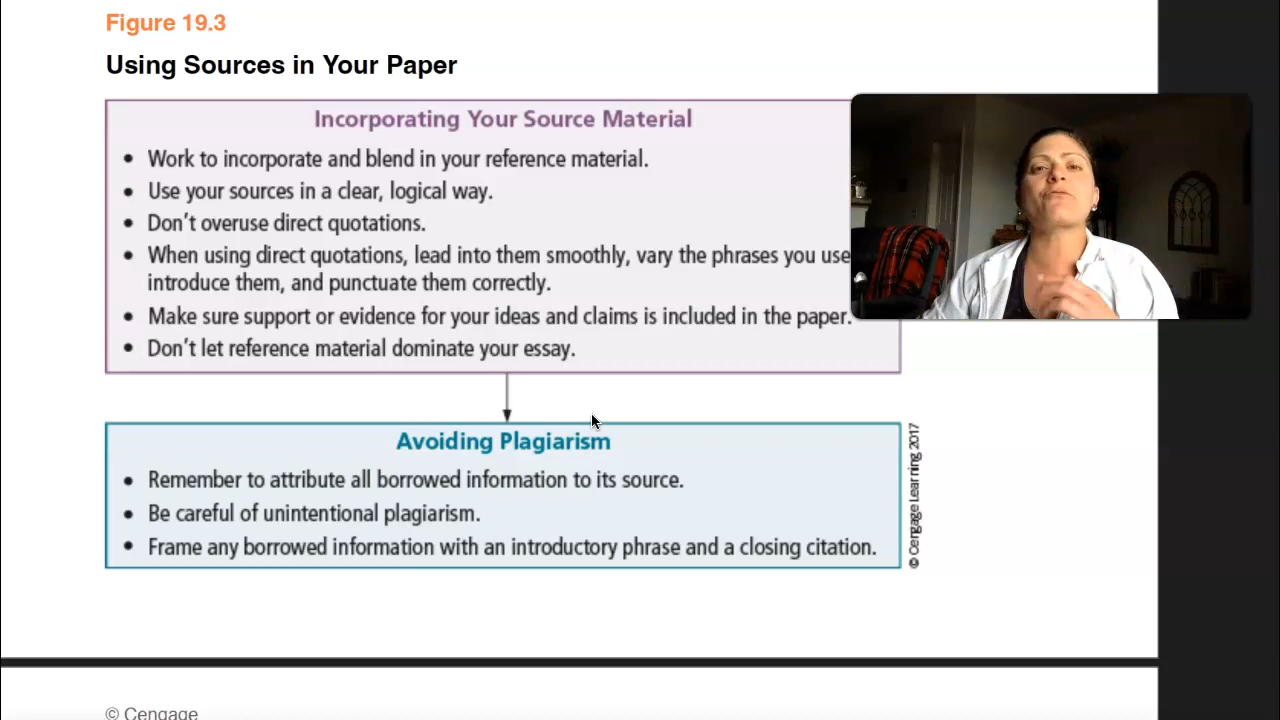 Figure 19.3
Using Sources in Your Paper
Incorporating Your Source Material
• Work to incorporate and blend in your reference material.
• Use your sources in a clear, logical way.
• Don't overuse direct quotations.
• When using direct quotations, lead into them smoothly, vary the phrases you use
introduce them, and punctuate them correctly.
• Make sure support or evidence for your ideas and claims is included in the paper.
• Don't let reference material dominate your essay.
Avoiding Plagiarism
• Remember to attribute all borrowed information to its source.
• Be careful of unintentional plagiarism.
• Frame any borrowed information with an introductory phrase and a closing citation.
© Cengage Learning 2017
© Cengage